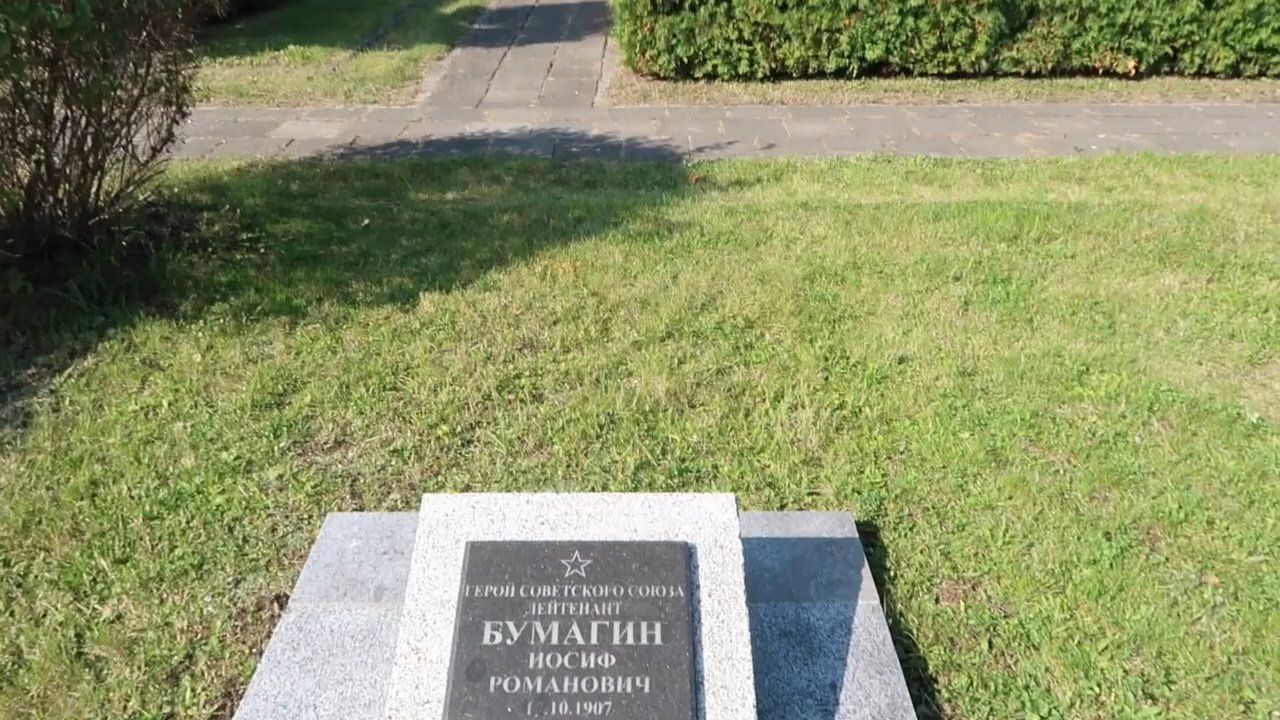 ГЕРОЙ СОВЕТСКОГО СОЮЗА
ЛЕЙТЕНАНТ
БУМАГИН
ИОСИФ
РОМАНОВИЧ